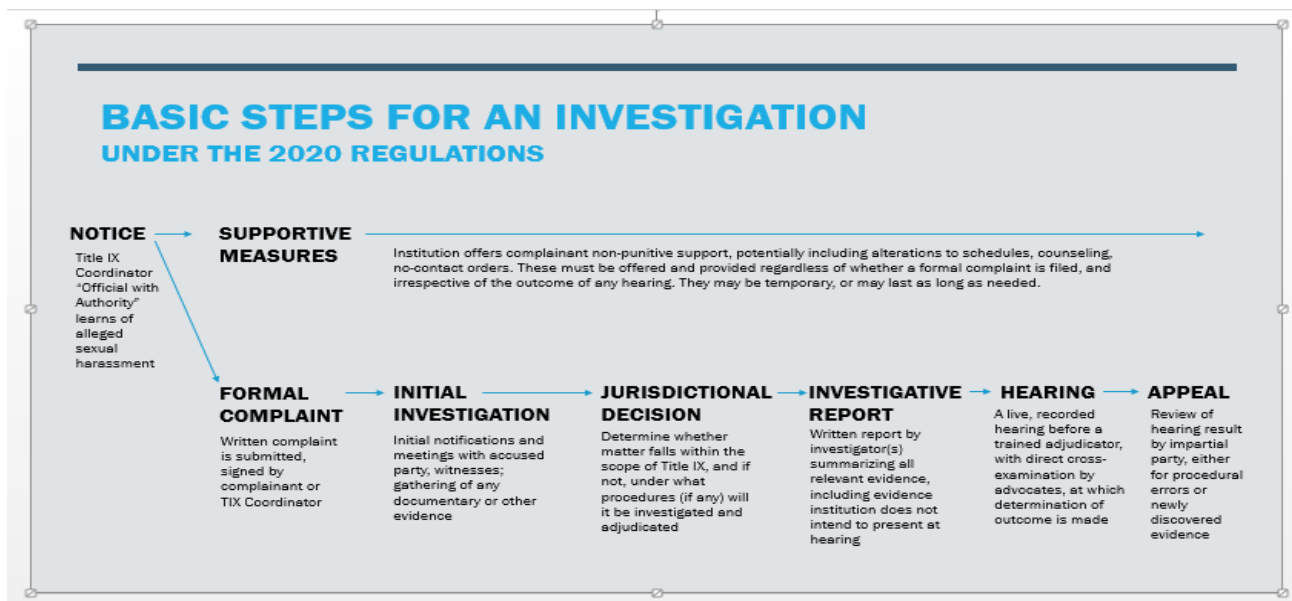 BASIC STEPS FOR AN INVESTIGATION
UNDER THE 2020 REGULATIONS
NOTICE
Title IX
Coordinator
“Official with
Authority”
learns of
alleged
sexual
harassment
SUPPORTIVE
MEASURES
Institution offers complainant non-punitive support, potentially including alterations to schedules, counseling,
no-contact orders. These must be offered and provided regardless of whether a formal complaint is filed, and
irrespective of the outcome of any hearing. They may be temporary, or may last as long as needed.
FORMAL
COMPLAINT
Written complaint
is submitted,
signed by
complainant or
TIX Coordinator
INITIAL
INVESTIGATION
Initial notifications and
meetings with accused
party, witnesses;
gathering of any
documentary or other
evidence
JURISDICTIONAL
DECISION
Determine whether
matter falls within the
scope of Title IX, and if
not, under what
procedures (if any) will
it be investigated and
adjudicated
INVESTIGATIVE
REPORT
Written report by
investigator(s)
summarizing all
relevant evidence,
including evidence
institution does not
intend to present at
hearing
HEARING
A live, recorded
hearing before a
trained adjudicator,
with direct cross-
examination by
advocates, at which
determination of
outcome is made
APPEAL
Review of
hearing result
by impartial
party, either
for procedural
errors or
newly
discovered
evidence